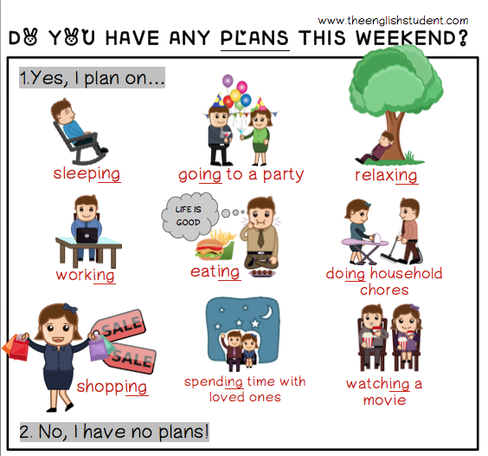 www.theenglishstudent.com
DO YOU HAVE ANY PLANS THIS WEEKEND?
1.Yes, I plan on...
sleeping
going to a party
relaxing
LIFE IS
GOOD
working
eating
doing household
chores
SALE
SALE
shopping
spending time with
loved ones
watching a
movie
2. No, I have no plans!